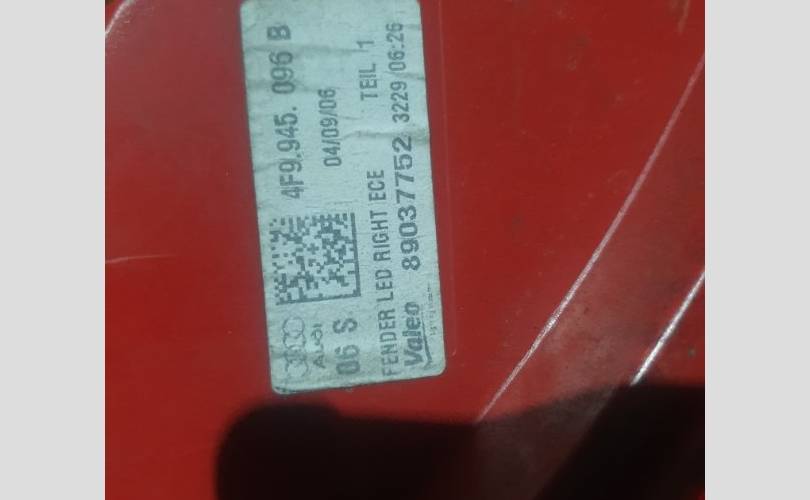 4F9.945. 096 B
04/09/06
AUDI
06 S
FENDER LED RIGHT ECE TEIL 1
Valeo 89037752 3229 06:26